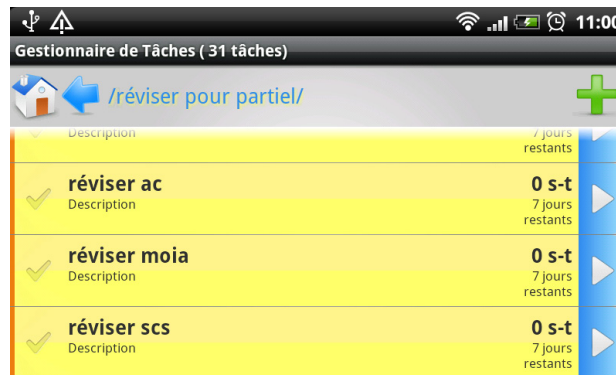 11:00
Gestionnaire de Tâches ( 31 tâches)
/réviser pour partiel/
Description
7 jours
restants
réviser ac
0 s-t
Description
7 jours
restants
réviser moia
0 s-t
Description
7 jours
restants
réviser scs
0 s-t
Description
7 jours
restants